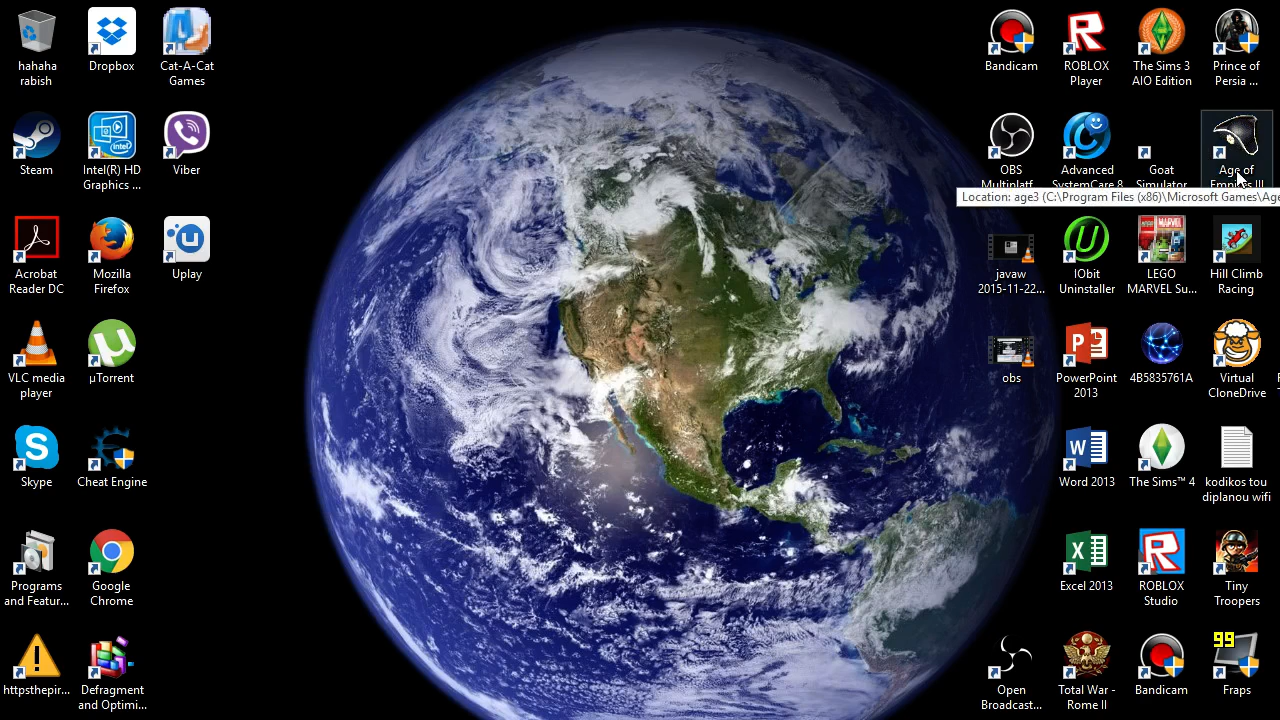 hahaha
rabish
Dropbox
Cat-A-Cat
Games
Steam
Intel(R) HD
Graphics ...
Viber
Acrobat
Reader DC
Mozilla
Firefox
Uplay
VLC media
player
µTorrent
Skype
Cheat Engine
Programs
and Featur...
Google
Chrome
httpsthepir...
Defragment
and Optimi...
Bandicam
ROBLOX
Player
The Sims 3
AIO Edition
Prince of
Persia ...
OBS
Multiplatf...
Advanced
SystemCare 8
Goat
Simulator
Age of
Empires III
Location: age3 (C:\Program Files (x86)\Microsoft Games\Age
javaw
2015-11-22...
IObit
Uninstaller
LEGO
MARVEL Su...
Hill Climb
Racing
obs
PowerPoint
2013
4B5835761A
Virtual
CloneDrive
Word 2013
The Sims™ 4
kodikos tou
diplanou wifi
Excel 2013
ROBLOX
Studio
Tiny
Troopers
Open
Broadcast...
Total War -
Rome II
Bandicam
99
Fraps